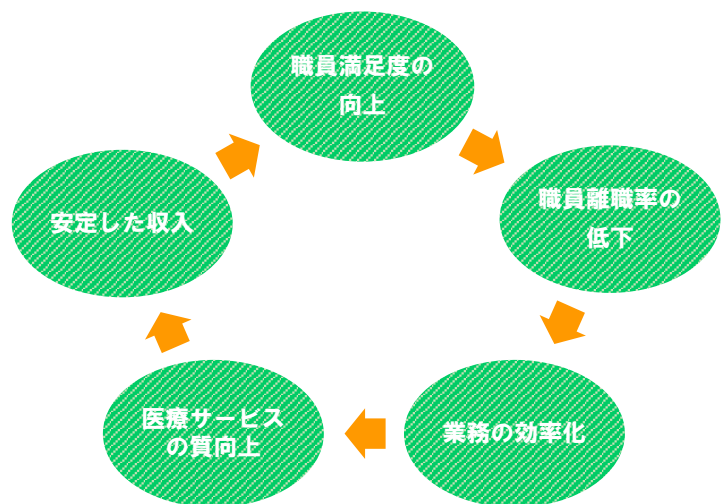 職員満足度の
向上
職員離職率の
低下
業務の効率化
医療サービス
の質向上
安定した収入